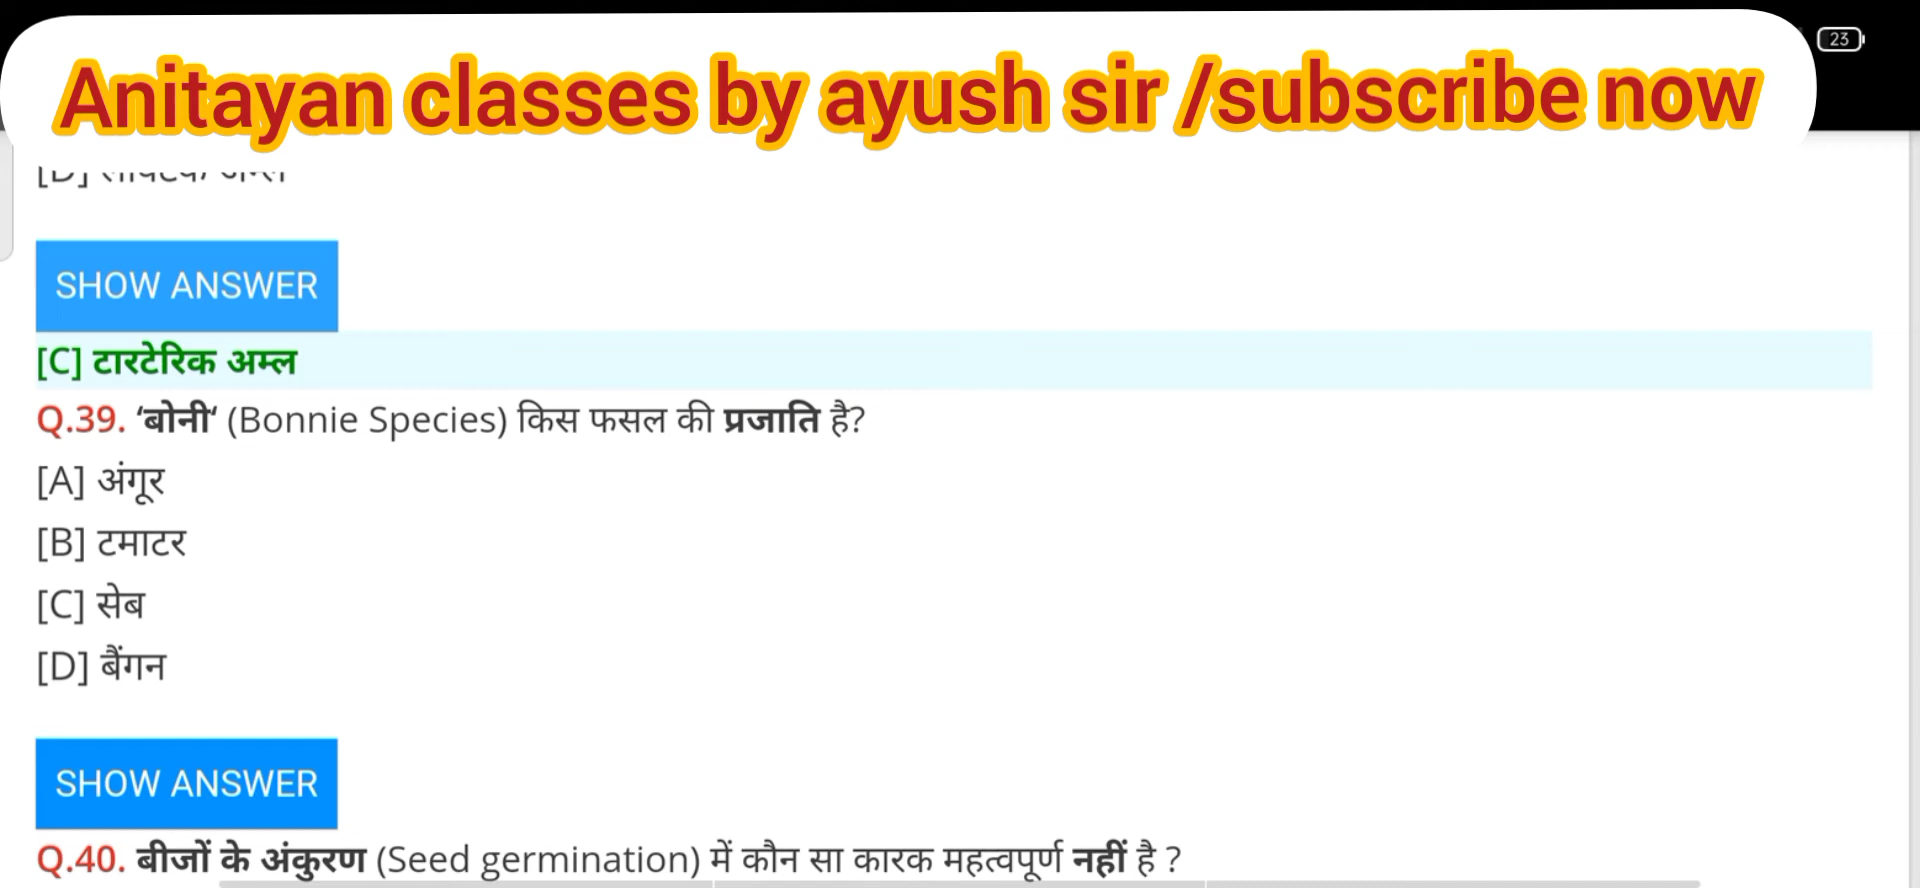 23
Anitayan classes by ayush sir /subscribe now
SHOW ANSWER
[C] टारटेरिक अम्ल
Q.39. ‘बोनी‘ (Bonnie Species) किस फसल की प्रजाति है?
[A] अंगूर
[B] टमाटर
[C] सेब
[D] बैंगन
SHOW ANSWER
Q.40. बीजों के अंकुरण (Seed germination) में कौन सा कारक महत्वपूर्ण नहीं है ?